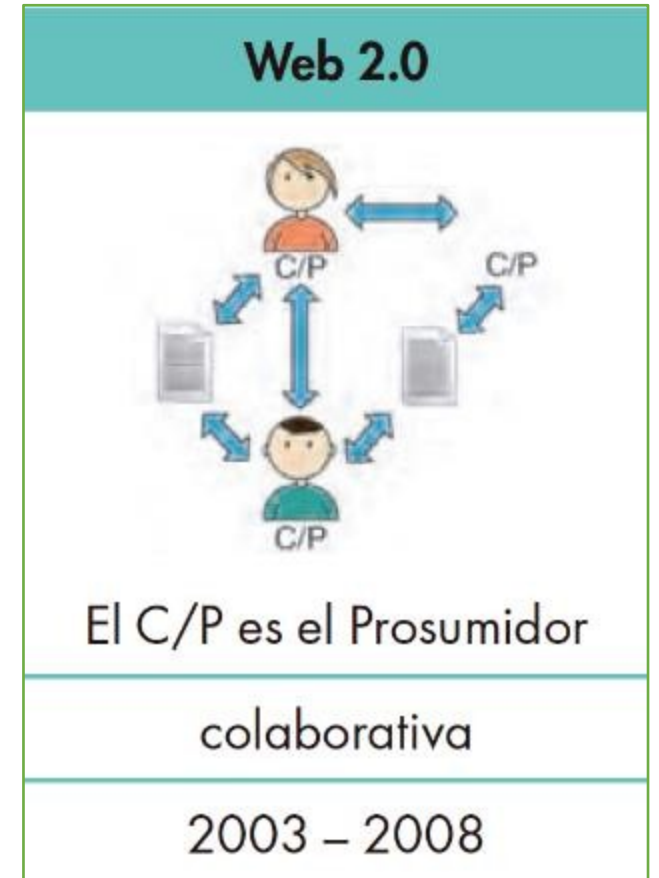 Web 2.0
C/P
C/P
C/P
El C/P es el Prosumidor
colaborativa
2003 – 2008